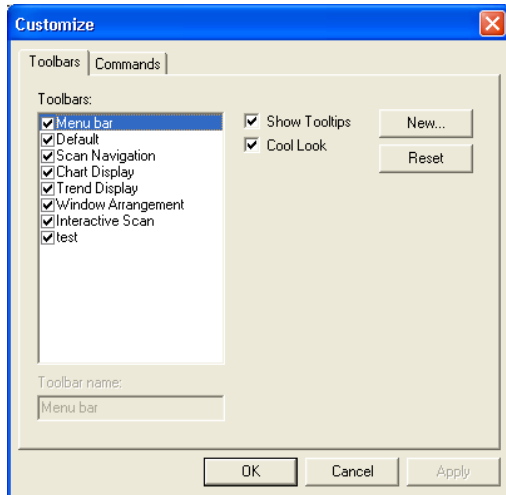 Customize
Toolbars Commands
Toolbars:
Menu bar
Default
Scan Navigation
Chart Display
Trend Display
Window Arrangement
Interactive Scan
test
Show Tooltips
Cool Look
New...
Reset
Toolbar name:
Menu bar
OK Cancel Apply